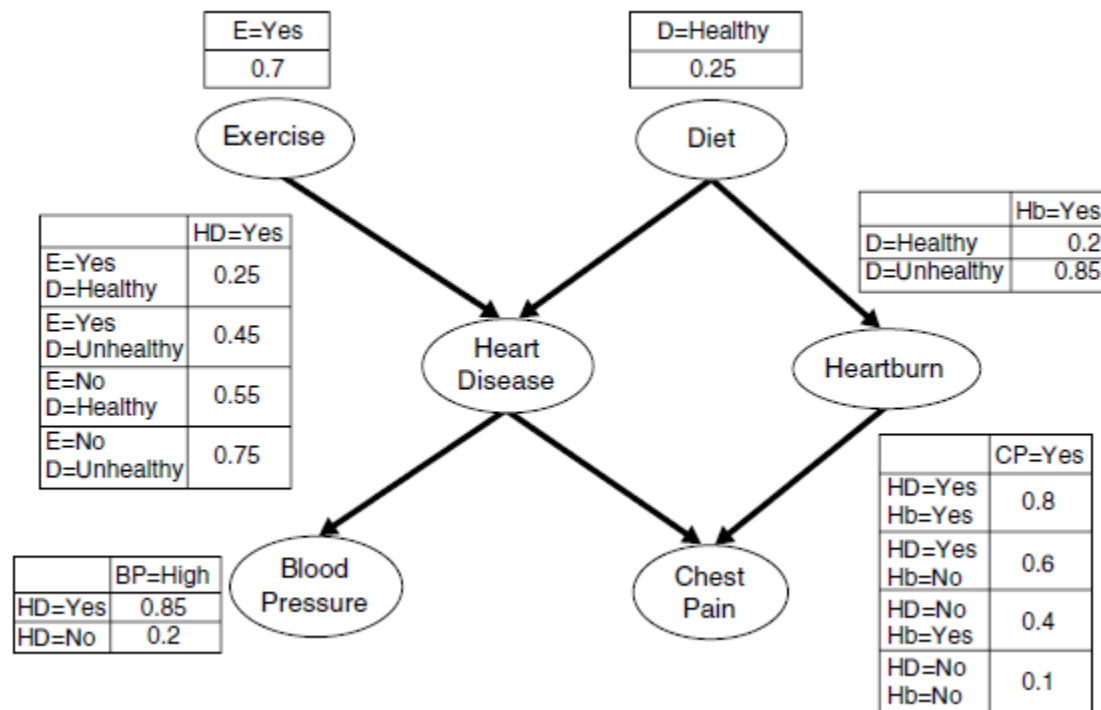 E=Yes
0.7
D=Healthy
0.25
Exercise
Diet
HD=Yes
E=Yes
D=Healthy
0.25
E=Yes
D=Unhealthy
0.45
E=No
D=Healthy
0.55
E=No
D=Unhealthy
0.75
Hb=Yes
D=Healthy 0.2
D=Unhealthy 0.85
Heart
Disease
Heartburn
BP=High
HD=Yes 0.85
HD=No 0.2
Blood
Pressure
Chest
Pain
CP=Yes
HD=Yes
Hb=Yes
0.8
HD=Yes
Hb=No
0.6
HD=No
Hb=Yes
0.4
HD=No
Hb=No
0.1